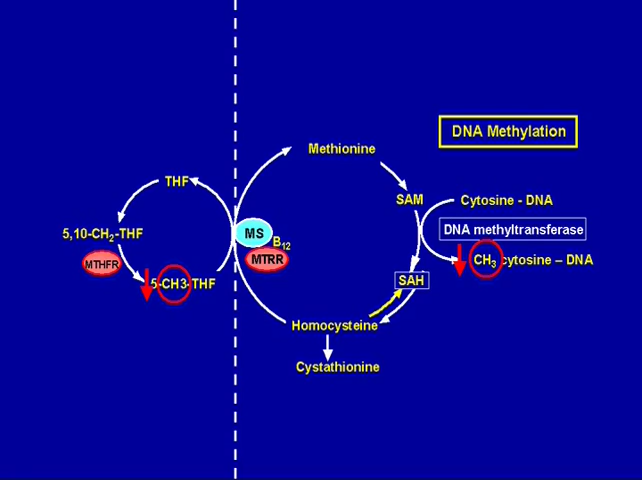 DNA Methylation
Methionine
THF
SAM
Cytosine - DNA
5,10-CH2-THF
MS
B12
DNA methyltransferase
MTHFR
MTRR
CH3 cytosine – DNA
5-CH3-THF
SAH
Homocysteine
Cystathionine